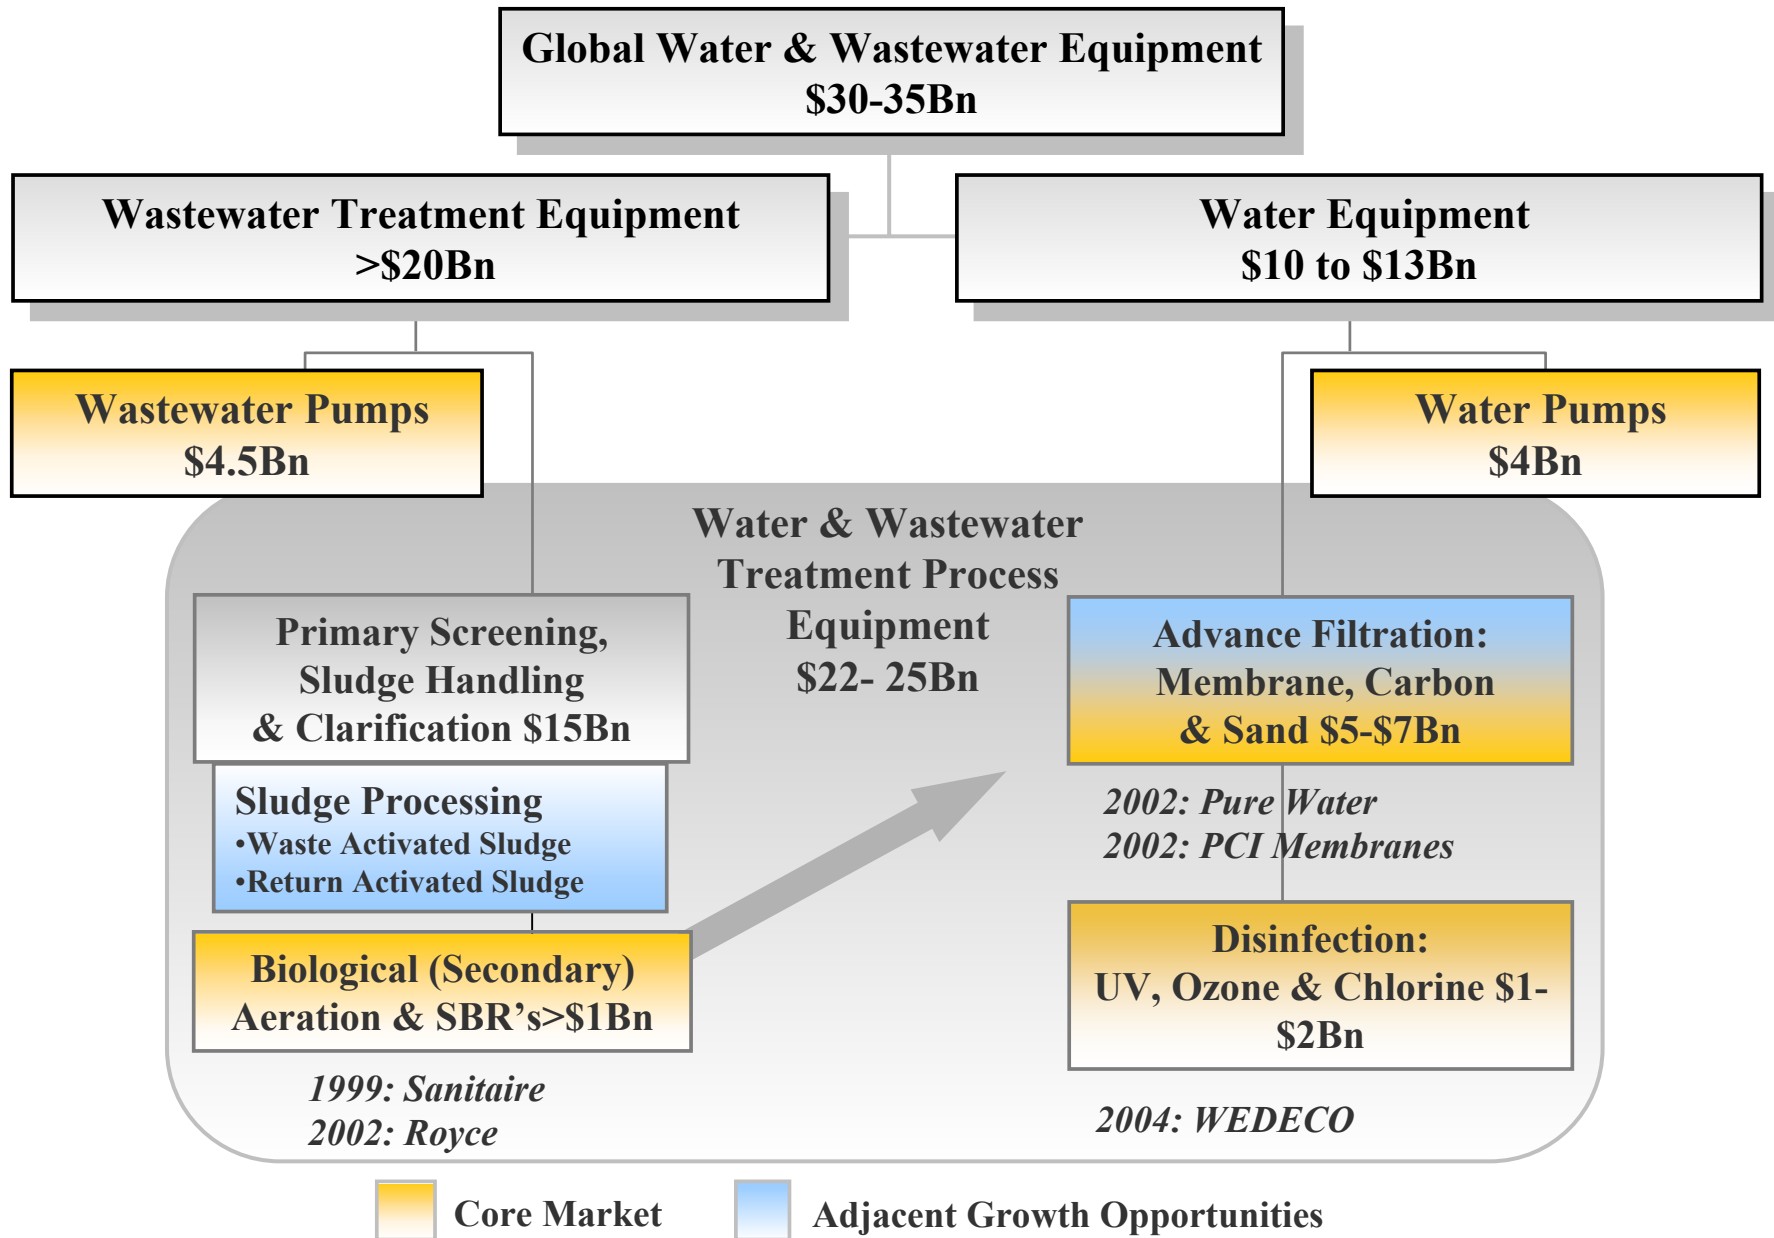 Global Water & Wastewater Equipment
$30-35Bn
Wastewater Treatment Equipment
>$20Bn
Water Equipment
$10 to $13Bn
Wastewater Pumps
$4.5Bn
Water Pumps
$4Bn
Water & Wastewater
Treatment Process
Equipment
$22- 25Bn
Primary Screening,
Sludge Handling
& Clarification $15Bn
Sludge Processing
•Waste Activated Sludge
•Return Activated Sludge
Biological (Secondary)
Aeration & SBR’s>$1Bn
1999: Sanitaire
2002: Royce
Advance Filtration:
Membrane, Carbon
& Sand $5-$7Bn
2002: Pure Water
2002: PCI Membranes
Disinfection:
UV, Ozone & Chlorine $1-
$2Bn
2004: WEDECO
Core Market
Adjacent Growth Opportunities